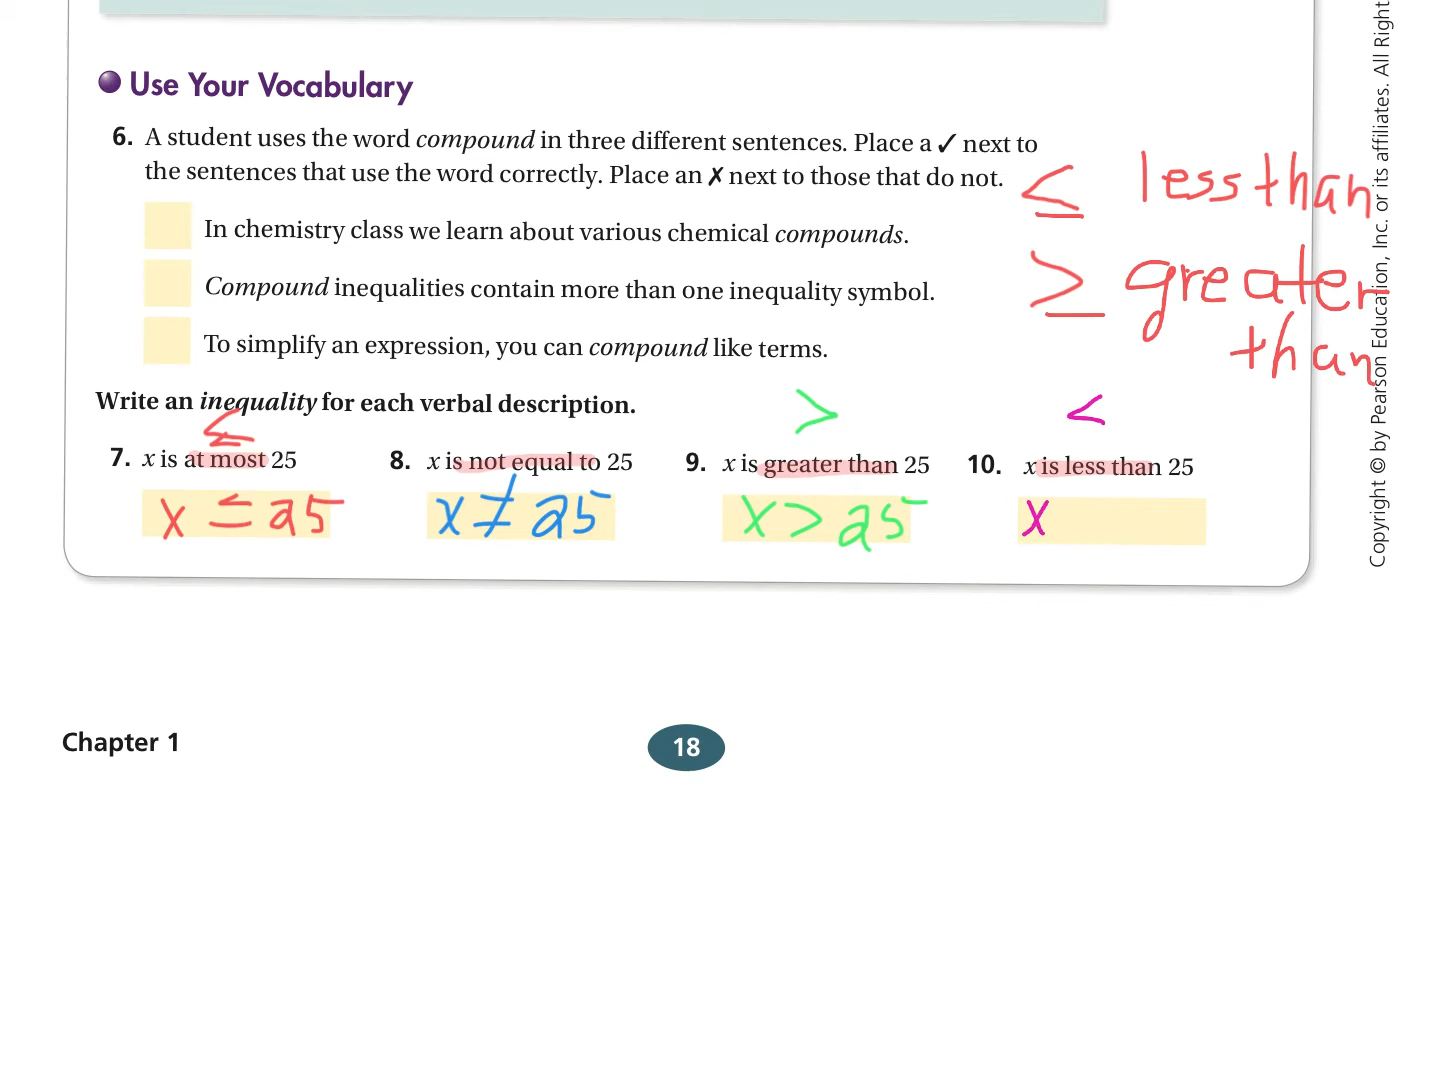 Use Your Vocabulary
6. A student uses the word compound in three different sentences. Place a ✓ next to
the sentences that use the word correctly. Place an ✗ next to those that do not.
≤ less than
In chemistry class we learn about various chemical compounds.
Compound inequalities contain more than one inequality symbol.
≥ greater
than
To simplify an expression, you can compound like terms.
Write an inequality for each verbal description.
≤
>
<
7. x is at most 25
8. x is not equal to 25
9. x is greater than 25
10. x is less than 25
x ≤ 25
x ≠ 25
x > 25
x
Chapter 1
18
Copyright © by Pearson Education, Inc. or its affiliates. All Right